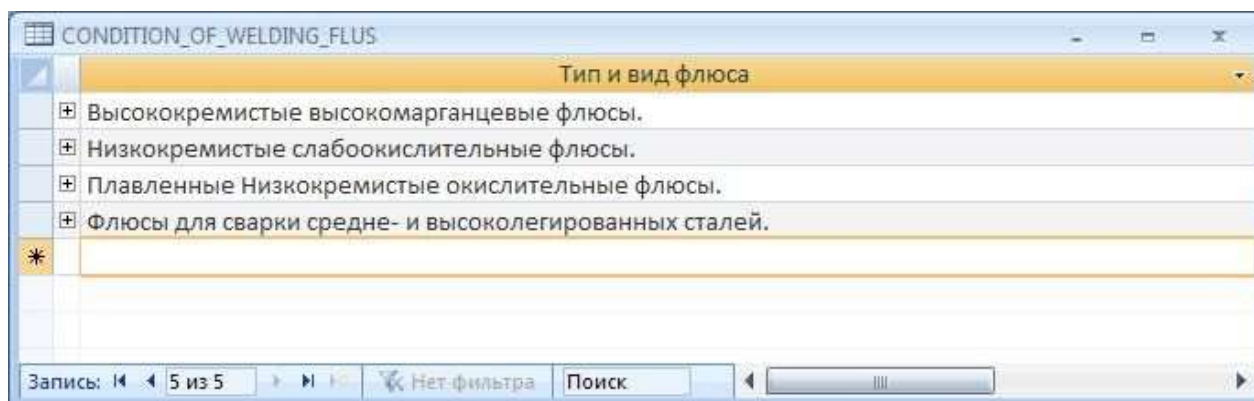 CONDITION_OF_WELDING_FLUS
Тип и вид флюса
Высококремистые высокомарганцевые флюсы.
Низкокремистые слабоокислительные флюсы.
Плавленные Низкокремистые окислительные флюсы.
Флюсы для сварки средне- и высоколегированных сталей.
Запись: 5 из 5 Нет фильтра Поиск